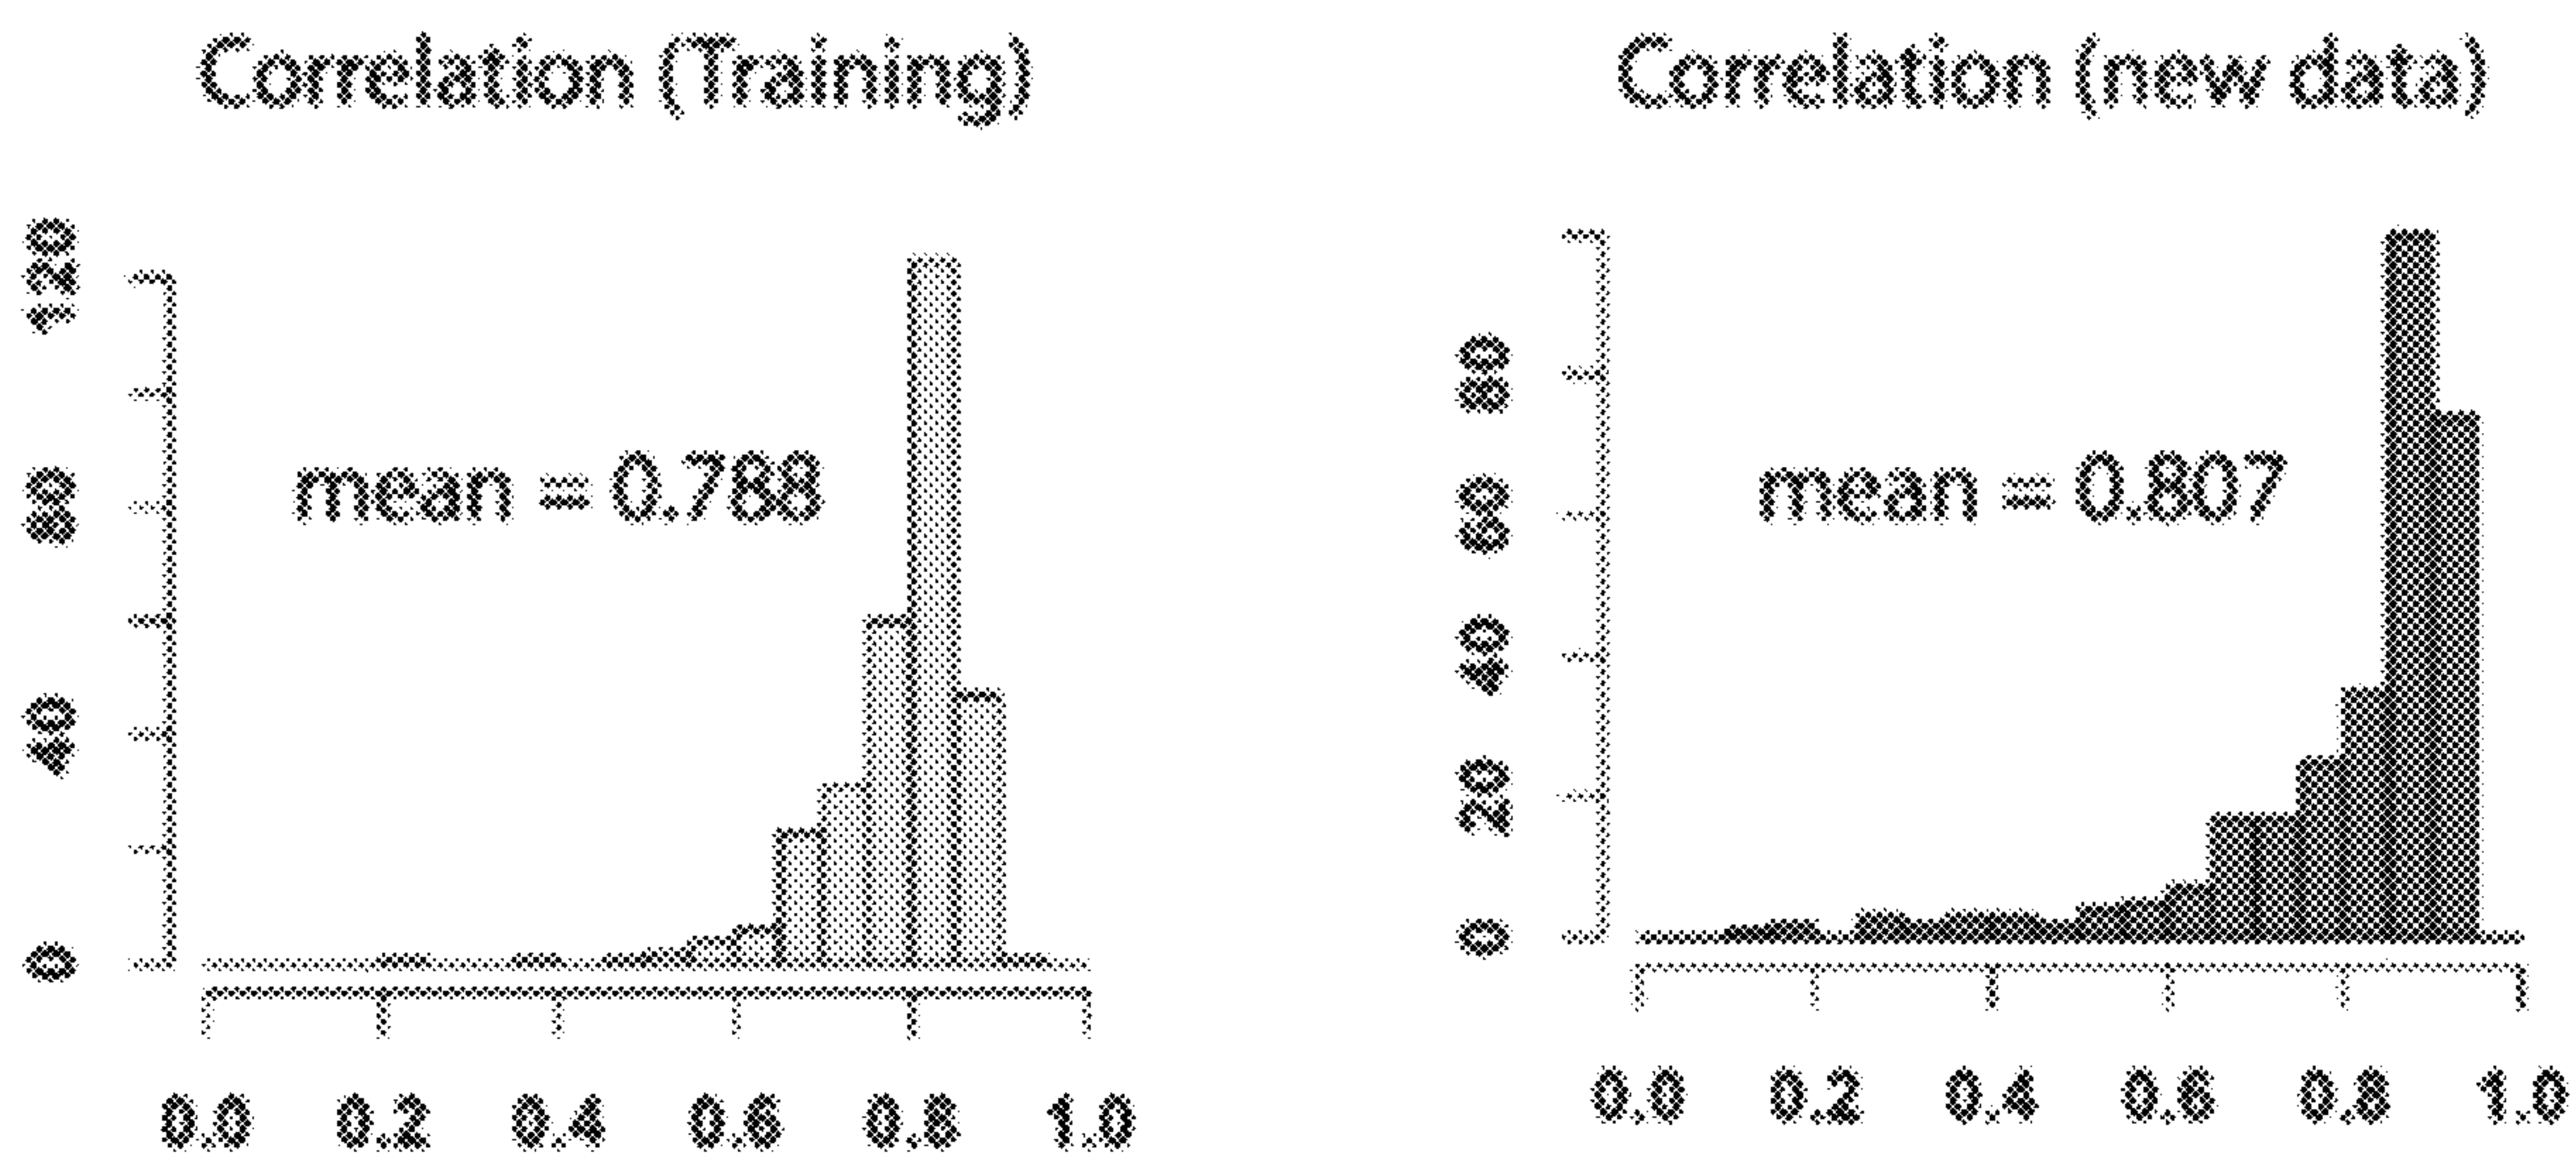 Correlation (Training)
120
80
40
0
mean = 0.788
0.0 0.2 0.4 0.6 0.8 1.0
Correlation (new data)
80
60
40
20
0
mean = 0.807
0.0 0.2 0.4 0.6 0.8 1.0